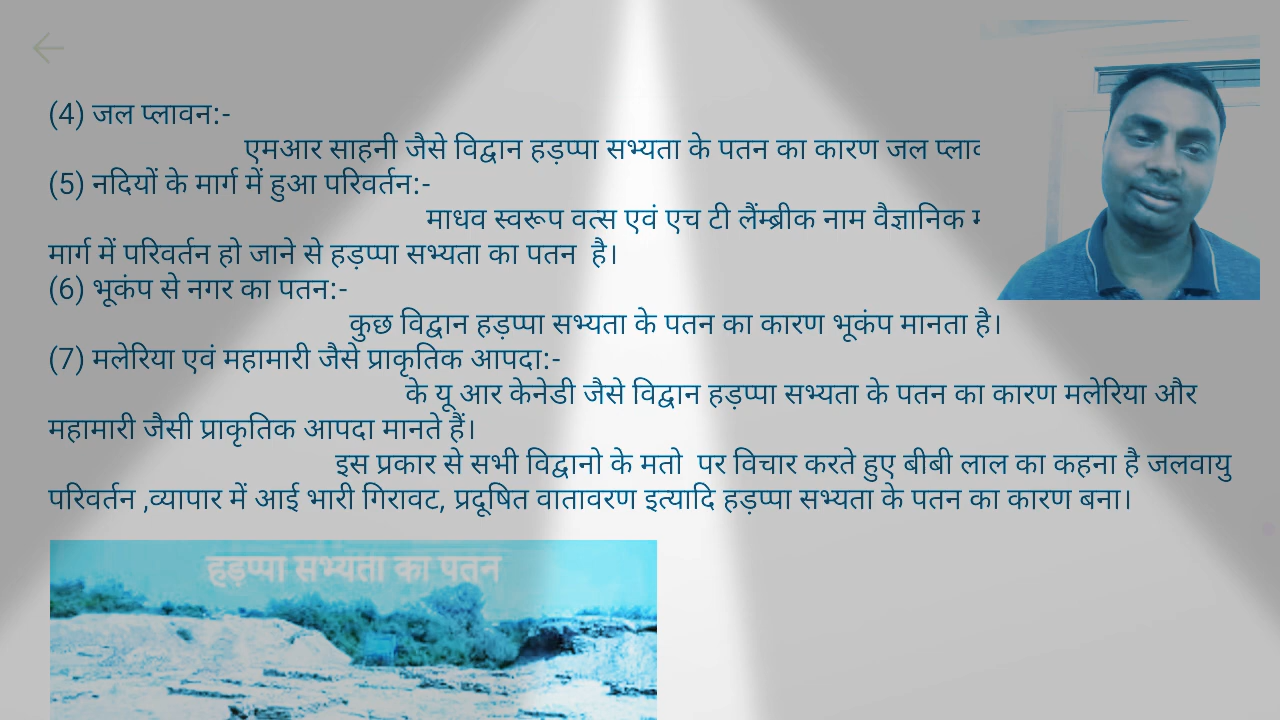 (4) जल प्लावन:-
एमआर साहनी जैसे विद्वान हड़प्पा सभ्यता के पतन का कारण जल
(5) नदियों के मार्ग में हुआ परिवर्तन:-
माधव स्वरूप वत्स एवं एच टी लैंम्ब्रीक नाम वैज्ञानिक
मार्ग में परिवर्तन हो जाने से हड़प्पा सभ्यता का पतन है।
(6) भूकंप से नगर का पतन:-
कुछ विद्वान हड़प्पा सभ्यता के पतन का कारण भूकंप मानता है।
(7) मलेरिया एवं महामारी जैसे प्राकृतिक आपदा:-
के यू आर केनेडी जैसे विद्वान हड़प्पा सभ्यता के पतन का कारण मलेरिया और
महामारी जैसी प्राकृतिक आपदा मानते हैं।
इस प्रकार से सभी विद्वानो के मतो पर विचार करते हुए बीबी लाल का कहना है जलवायु
परिवर्तन ,व्यापार में आई भारी गिरावट, प्रदूषित वातावरण इत्यादि हड़प्पा सभ्यता के पतन का कारण बना।
हड़प्पा सभ्यता का पतन